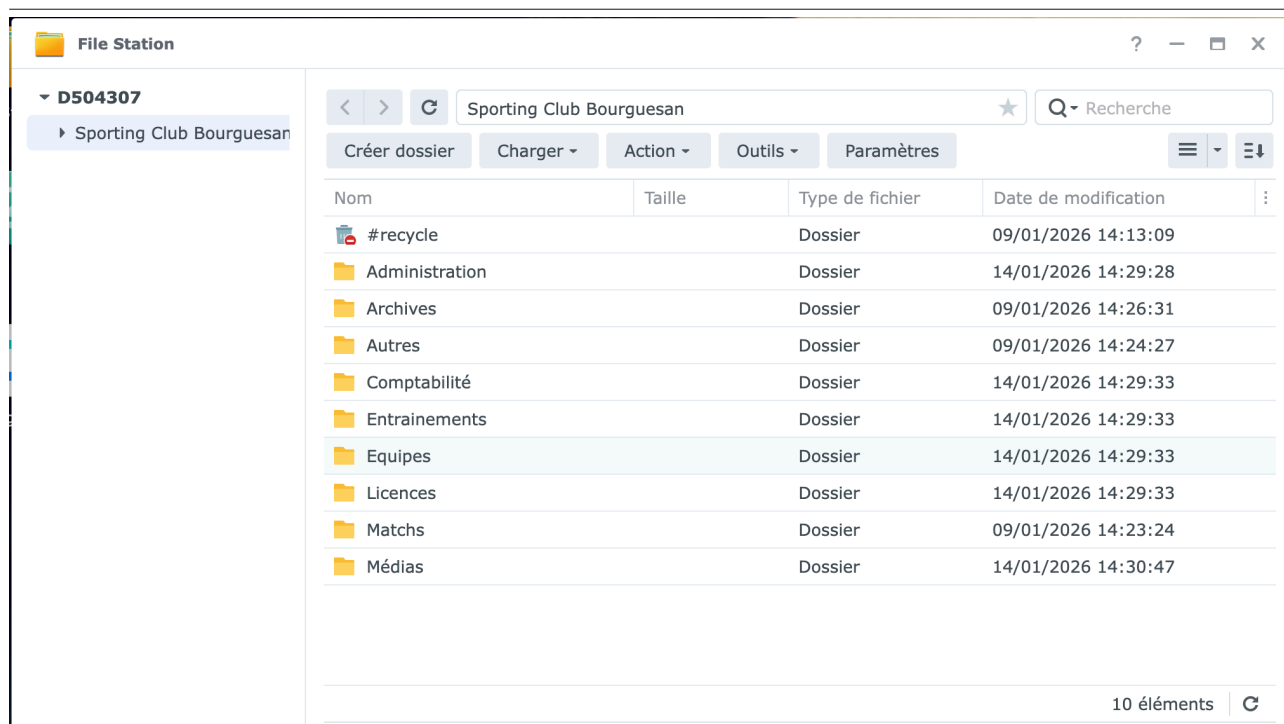 File Station
D504307
Sporting Club Bourguesan
Sporting Club Bourguesan
Recherche
Créer dossier Charger Action Outils Paramètres
Nom Taille Type de fichier Date de modification
#recycle Dossier 09/01/2026 14:13:09
Administration Dossier 14/01/2026 14:29:28
Archives Dossier 09/01/2026 14:26:31
Autres Dossier 09/01/2026 14:24:27
Comptabilité Dossier 14/01/2026 14:29:33
Entrainements Dossier 14/01/2026 14:29:33
Equipes Dossier 14/01/2026 14:29:33
Licences Dossier 14/01/2026 14:29:33
Matchs Dossier 09/01/2026 14:23:24
Médias Dossier 14/01/2026 14:30:47
10 éléments